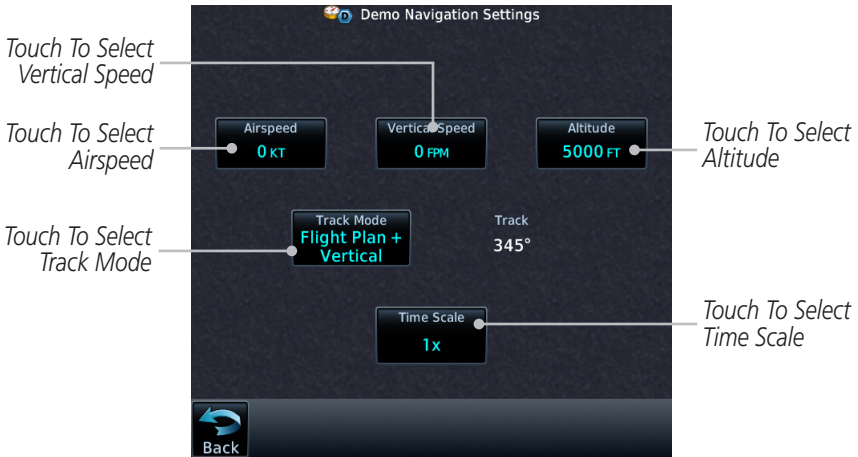 D Demo Navigation Settings
Touch To Select
Vertical Speed
Touch To Select
Airspeed
Airspeed
0 KT
Vertical Speed
0 FPM
Altitude
5000 FT
Touch To Select
Altitude
Touch To Select
Track Mode
Track Mode
Flight Plan +
Vertical
Track
345°
Time Scale
1x
Touch To Select
Time Scale
Back